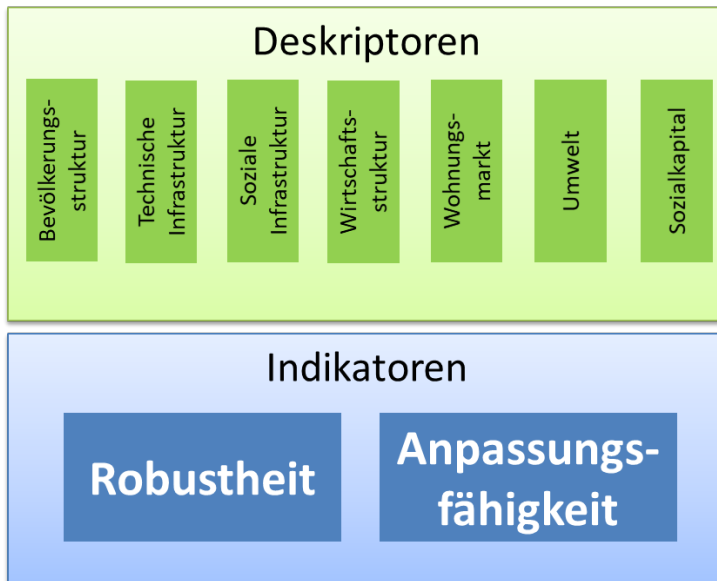 Deskriptoren
Bevölkerungs-
struktur
Technische
Infrastruktur
Soziale
Infrastruktur
Wirtschafts-
struktur
Wohnungs-
markt
Umwelt
Sozialkapital
Indikatoren
Robustheit
Anpassungs-
fähigkeit